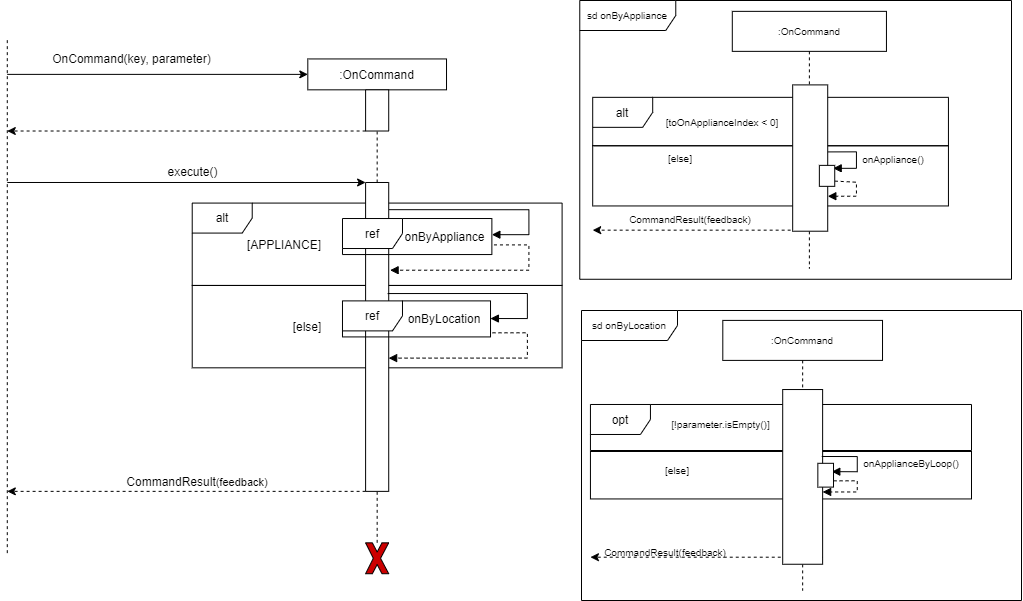 OnCommand(key, parameter)
:OnCommand
execute()
alt
ref
onByAppliance
[APPLIANCE]
ref
onByLocation
[else]
CommandResult(feedback)
X
sd onByAppliance
:OnCommand
alt
[toOnApplianceIndex < 0]
[else]
onAppliance()
CommandResult(feedback)
sd onByLocation
:OnCommand
opt
[!parameter.isEmpty()]
[else]
onApplianceByLoop()
CommandResult(feedback)